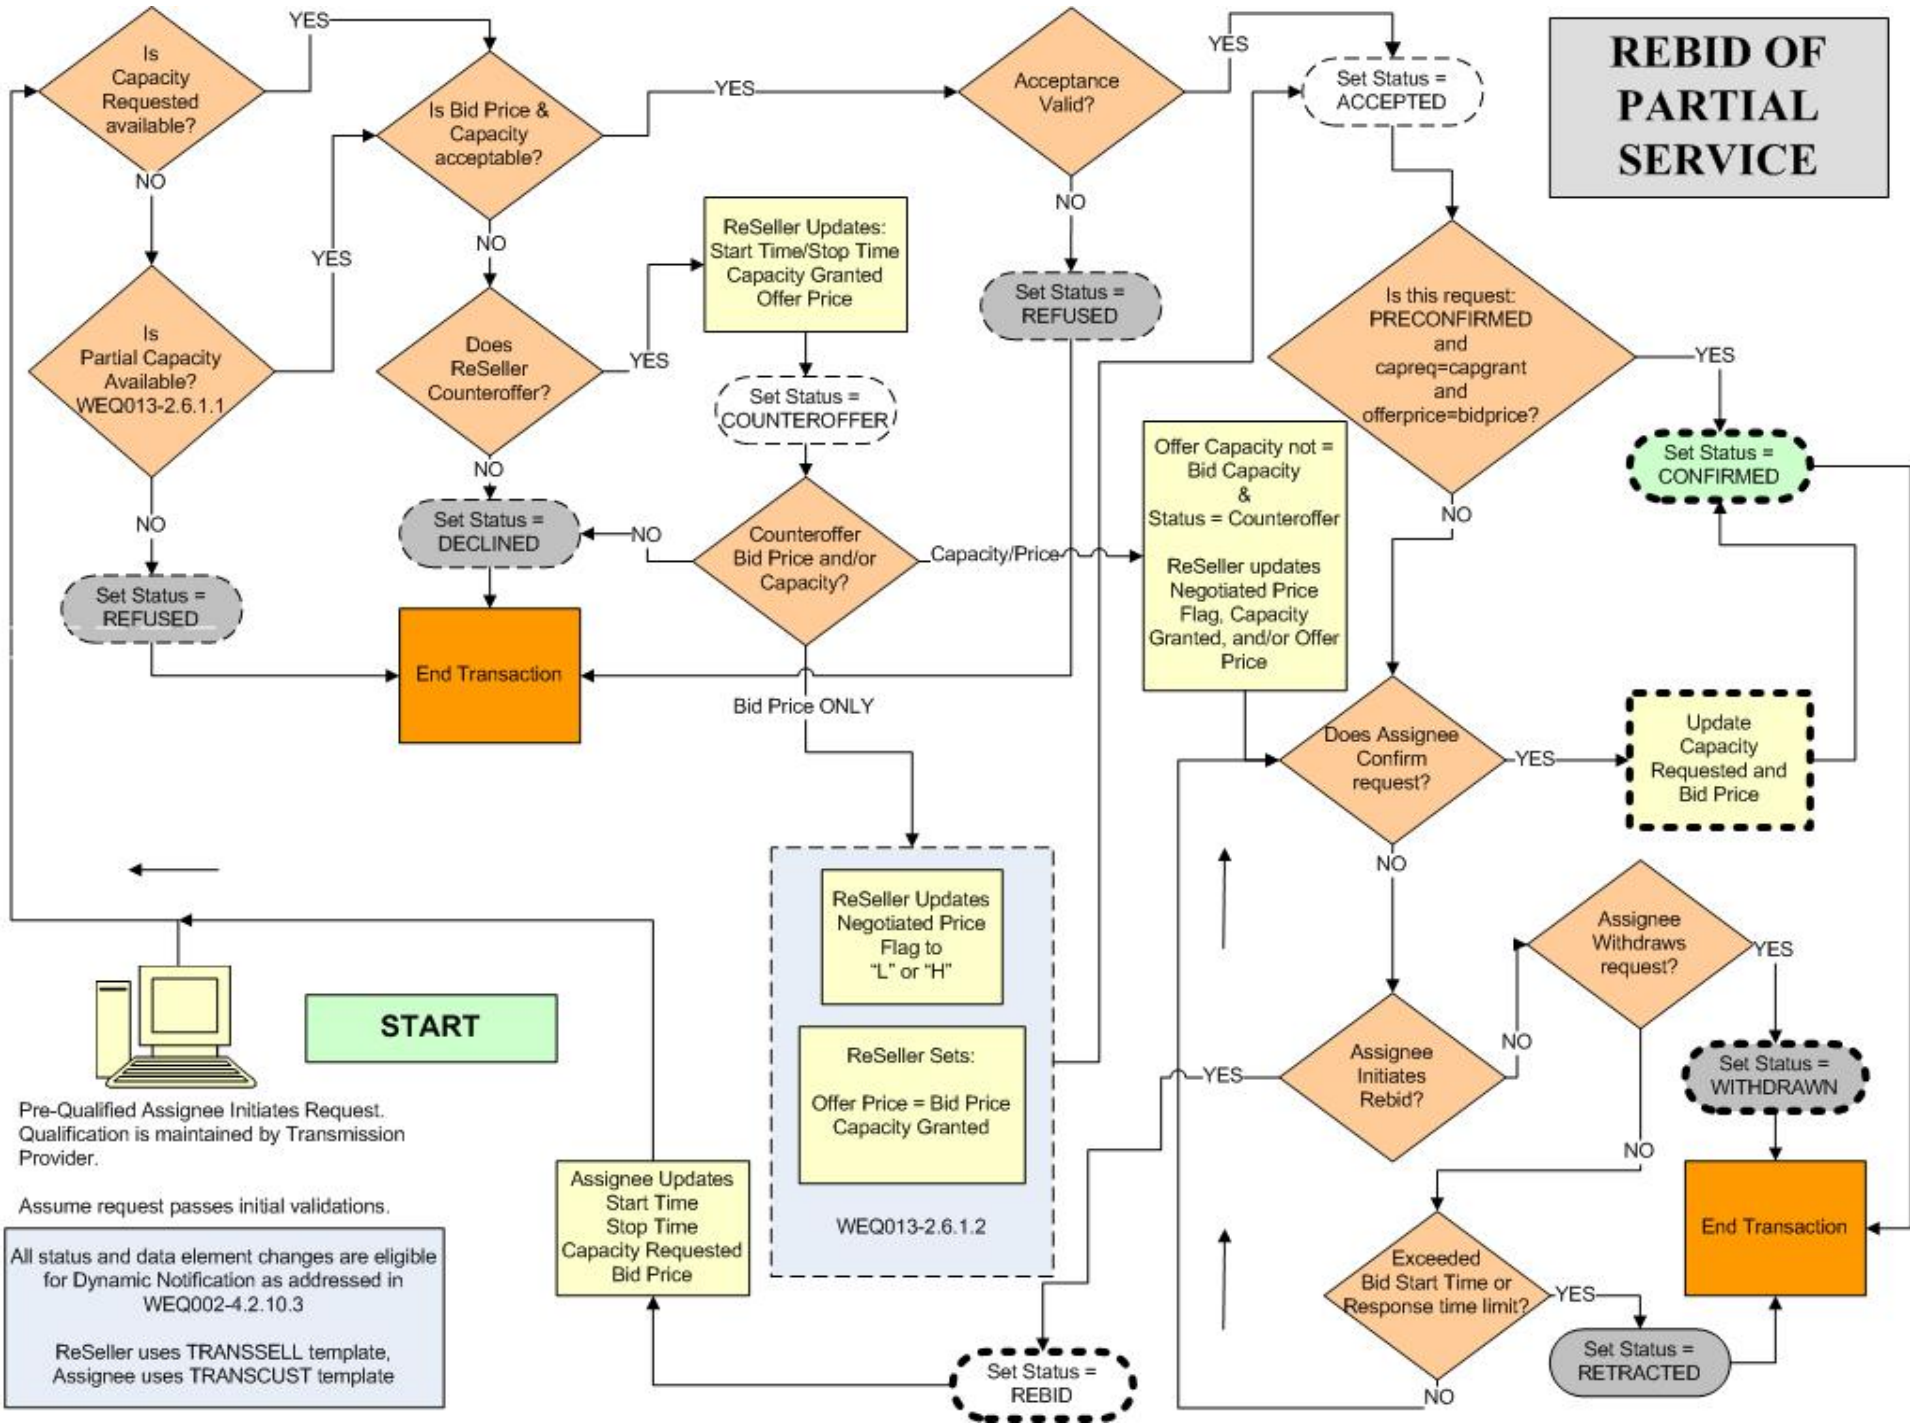 REBID OF
PARTIAL
SERVICE
Is
Capacity
Requested
available?
YES
NO
Is
Partial Capacity
Available?
WEQ013-2.6.1.1
YES
NO
Set Status =
REFUSED
Is Bid Price &
Capacity
acceptable?
YES
NO
Does
ReSeller
Counteroffer?
YES
NO
Set Status =
DECLINED
End Transaction
ReSeller Updates:
Start Time/Stop Time
Capacity Granted
Offer Price
Set Status =
COUNTEROFFER
Counteroffer
Bid Price and/or
Capacity?
NO
Capacity/Price
Bid Price ONLY
Acceptance
Valid?
YES
NO
Set Status =
REFUSED
Set Status =
ACCEPTED
Is this request:
PRECONFIRMED
and
capreq=capgrant
and
offerprice=bidprice?
YES
NO
Set Status =
CONFIRMED
Offer Capacity not =
Bid Capacity
&
Status = Counteroffer
ReSeller updates
Negotiated Price
Flag, Capacity
Granted, and/or Offer
Price
Does Assignee
Confirm
request?
YES
NO
Update
Capacity
Requested and
Bid Price
ReSeller Updates
Negotiated Price
Flag to
“L” or “H”
ReSeller Sets:
Offer Price = Bid Price
Capacity Granted
WEQ013-2.6.1.2
Assignee
Initiates
Rebid?
YES
NO
Assignee
Withdraws
request?
YES
NO
Set Status =
WITHDRAWN
End Transaction
Exceeded
Bid Start Time or
Response time limit?
YES
NO
Set Status =
RETRACTED
Set Status =
REBID
Assignee Updates
Start Time
Stop Time
Capacity Requested
Bid Price
START
Pre-Qualified Assignee Initiates Request.
Qualification is maintained by Transmission
Provider.
Assume request passes initial validations.
All status and data element changes are eligible
for Dynamic Notification as addressed in
WEQ002-4.2.10.3
ReSeller uses TRANSSELL template,
Assignee uses TRANSCUST template